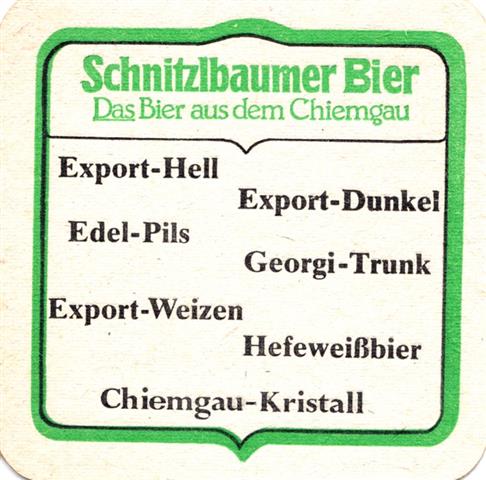 Schnitzlbaumer Bier
Das Bier aus dem Chiemgau
Export-Hell
Export-Dunkel
Edel-Pils
Georgi-Trunk
Export-Weizen
Hefeweißbier
Chiemgau-Kristall